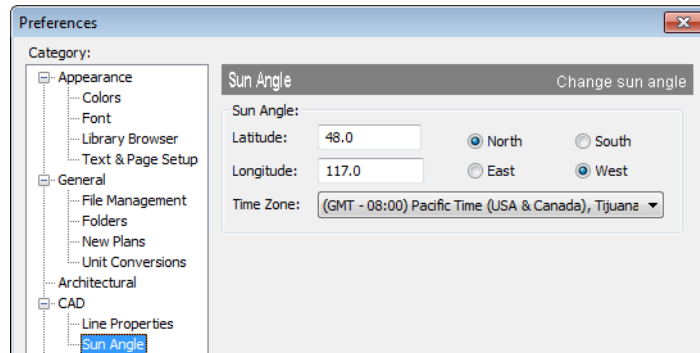 Preferences
Category:
Appearance
Colors
Font
Library Browser
Text & Page Setup
General
File Management
Folders
New Plans
Unit Conversions
Architectural
CAD
Line Properties
Sun Angle
Sun Angle Change sun angle
Sun Angle:
Latitude: 48.0 North South
Longitude: 117.0 East West
Time Zone: (GMT - 08:00) Pacific Time (USA & Canada), Tijuana